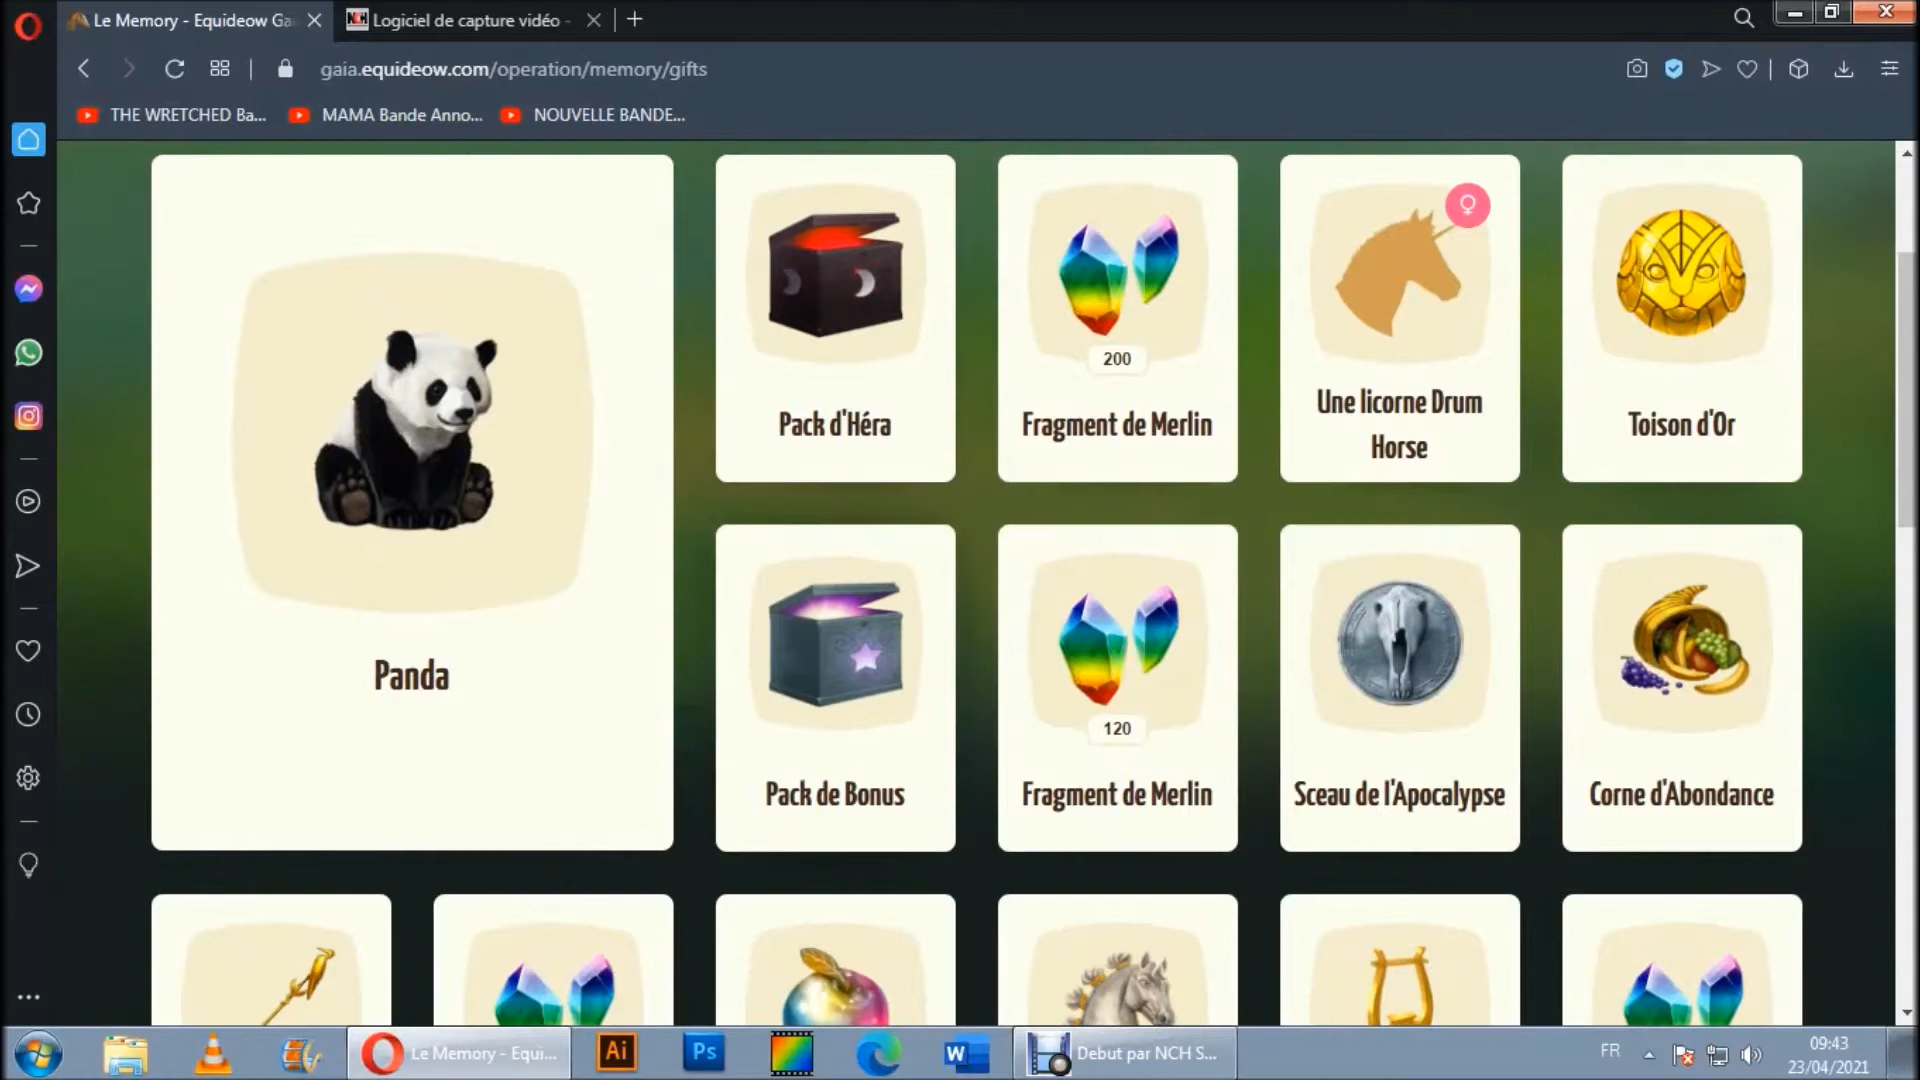 Le Memory - Equideow Ga
NCH Logiciel de capture vidéo -
gaia.equideow.com/operation/memory/gifts
THE WRETCHED Ba...
MAMA Bande Anno...
NOUVELLE BANDE...
Panda
Pack d'Héra
200
Fragment de Merlin
Une licorne Drum
Horse
Toison d'Or
Pack de Bonus
120
Fragment de Merlin
Sceau de l'Apocalypse
Corne d'Abondance
Le Memory - Equi...
Ai
Ps
W
Debut par NCH S...
FR
09:43
23/04/2021